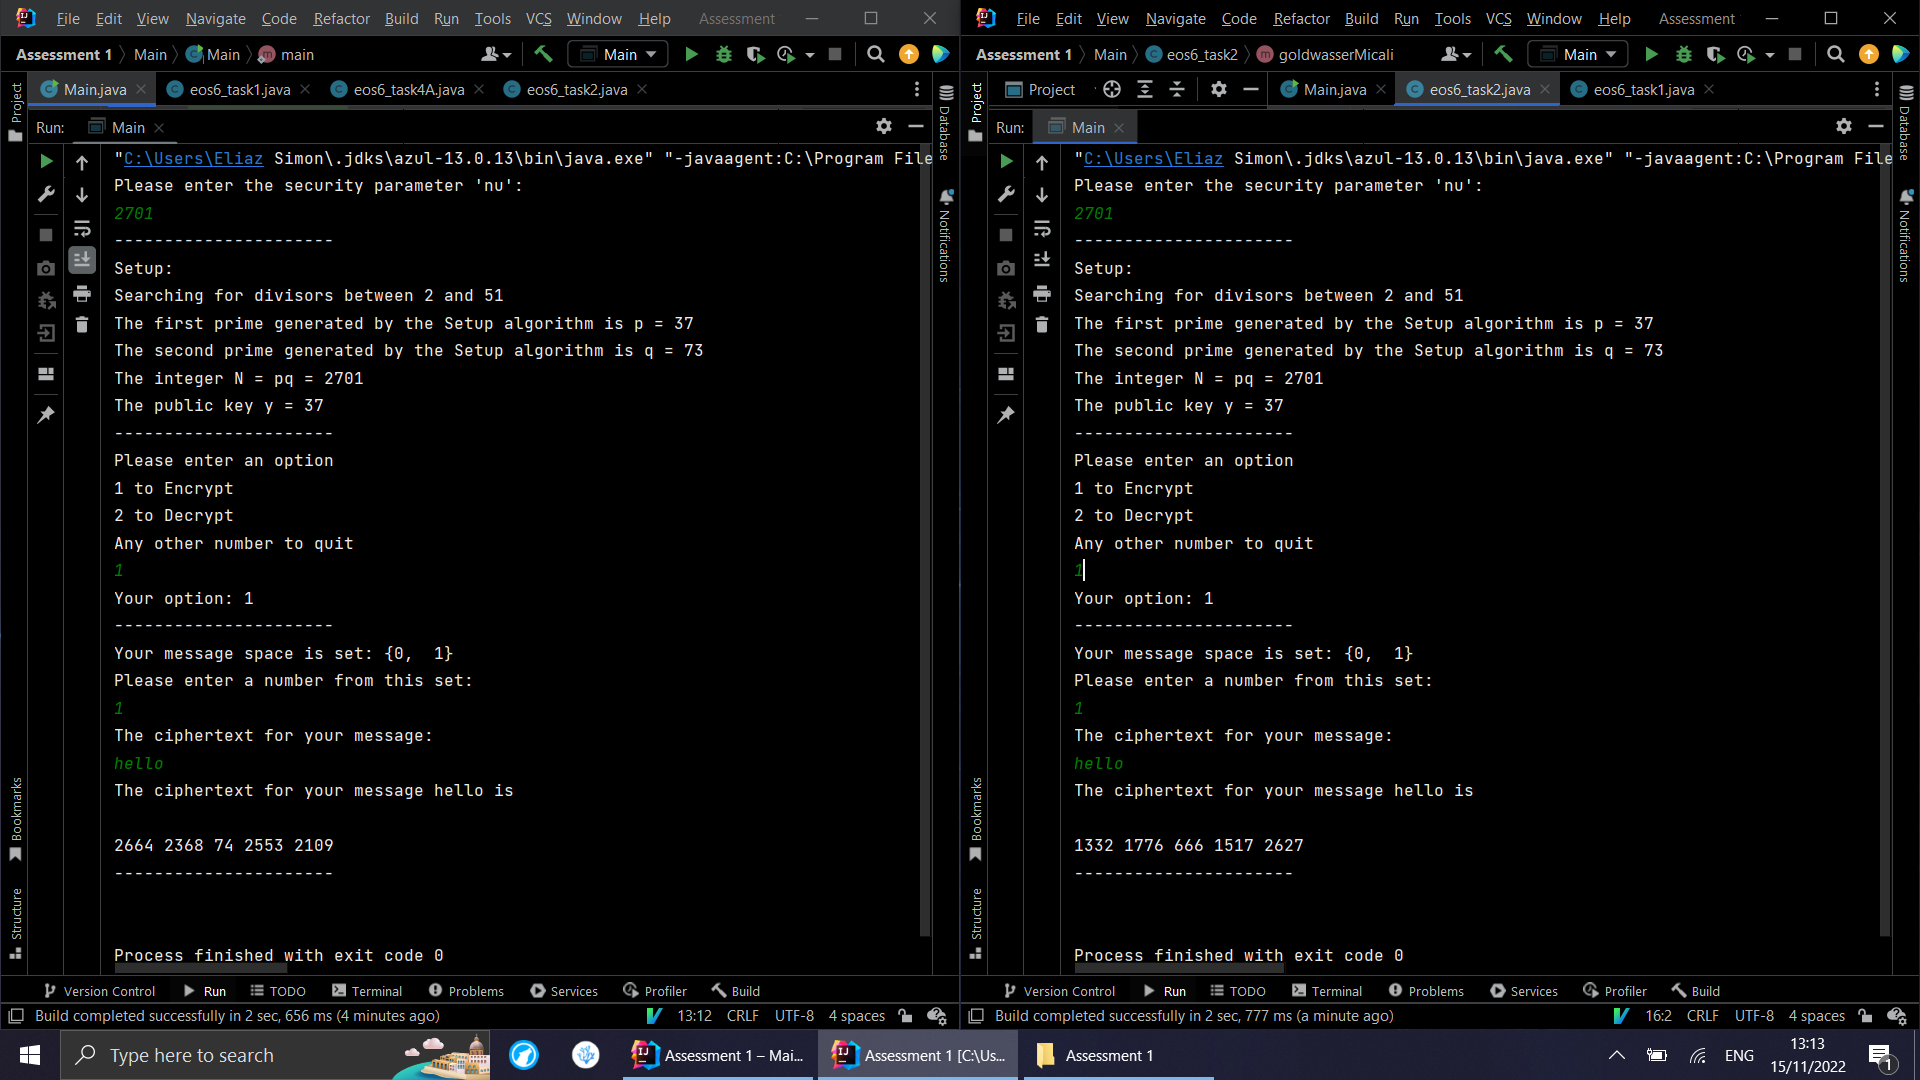 File Edit View Navigate Code Refactor Build Run Tools VCS Window Help Assessment
Assessment 1 Main Main main Main
Main.java eos6_task1.java eos6_task4A.java eos6_task2.java
Project
Database
Notifications
Bookmarks
Structure
Run: Main
"C:\Users\Eliaz Simon\.jdks\azul-13.0.13\bin\java.exe" "-javaagent:C:\Program File
Please enter the security parameter 'nu':
2701
----------------------
Setup:
Searching for divisors between 2 and 51
The first prime generated by the Setup algorithm is p = 37
The second prime generated by the Setup algorithm is q = 73
The integer N = pq = 2701
The public key y = 37
----------------------
Please enter an option
1 to Encrypt
2 to Decrypt
Any other number to quit
1
Your option: 1
----------------------
Your message space is set: {0,  1}
Please enter a number from this set:
1
The ciphertext for your message:
hello
The ciphertext for your message hello is
2664 2368 74 2553 2109
----------------------
Process finished with exit code 0
Version Control Run TODO Terminal Problems Services Profiler Build
Build completed successfully in 2 sec, 656 ms (4 minutes ago) 13:12 CRLF UTF-8 4 spaces
File Edit View Navigate Code Refactor Build Run Tools VCS Window Help Assessment
Assessment 1 Main eos6_task2 goldwasserMicali Main
Project Main.java eos6_task2.java eos6_task1.java
Project
Database
Notifications
Bookmarks
Structure
Run: Main
"C:\Users\Eliaz Simon\.jdks\azul-13.0.13\bin\java.exe" "-javaagent:C:\Program File
Please enter the security parameter 'nu':
2701
----------------------
Setup:
Searching for divisors between 2 and 51
The first prime generated by the Setup algorithm is p = 37
The second prime generated by the Setup algorithm is q = 73
The integer N = pq = 2701
The public key y = 37
----------------------
Please enter an option
1 to Encrypt
2 to Decrypt
Any other number to quit
1
Your option: 1
----------------------
Your message space is set: {0,  1}
Please enter a number from this set:
1
The ciphertext for your message:
hello
The ciphertext for your message hello is
1332 1776 666 1517 2627
----------------------
Process finished with exit code 0
Version Control Run TODO Terminal Problems Services Profiler Build
Build completed successfully in 2 sec, 777 ms (a minute ago) 16:2 CRLF UTF-8 4 spaces
Type here to search Assessment 1 – Mai... Assessment 1 [C:\Us... Assessment 1 ENG 13:13
15/11/2022 1